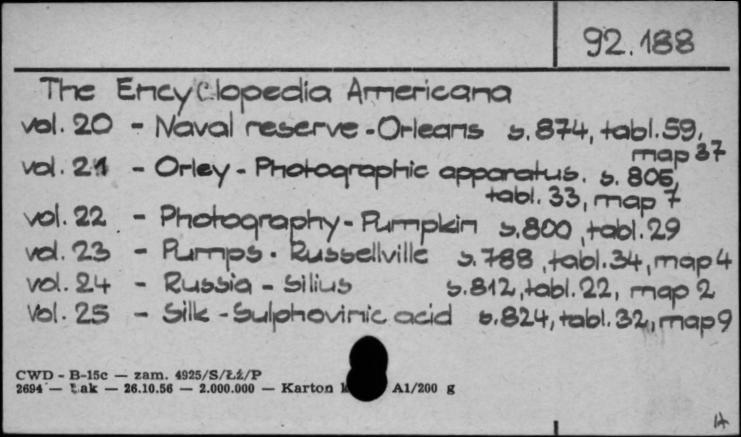 92.188
The Encyclopedia Americana
vol. 20 - Naval reserve - Orleans s. 874, tabl. 59, map 37
vol. 21 - Orley - Photographic apparatus. s. 806, tabl. 33, map 7
vol. 22 - Photography - Pumpkin s. 800, tabl. 29
vol. 23 - Pumps - Russellville s. 788, tabl. 34, map 4
vol. 24 - Russia - Silius s. 812, tabl. 22, map 2
Vol. 25 - Silk - Sulphovinic acid s. 824, tabl. 32, map 9
CWD - B-15c — zam. 4925/S/Łź/P
2694 — Łak — 26.10.56 — 2.000.000 — Karton A1/200 g